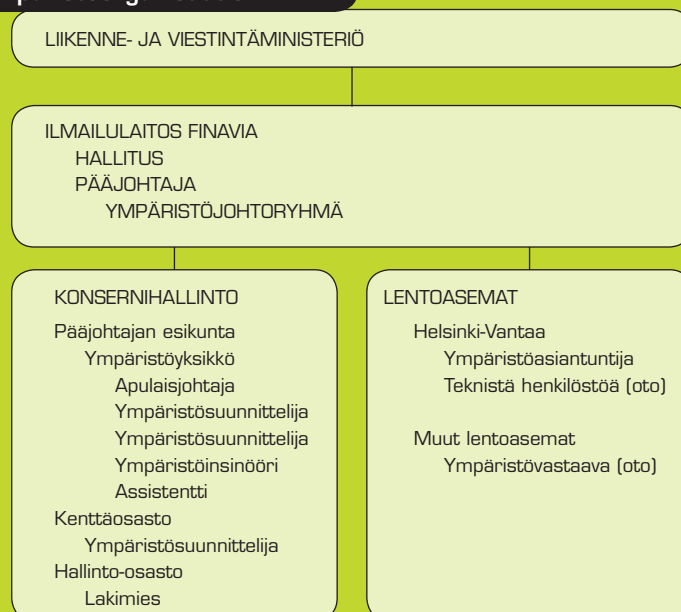 LIIKENNE- JA VIESTINTÄMINISTERIÖ
ILMAILULAITOS FINAVIA
HALLITUS
PÄÄJOHTAJA
YMPÄRISTÖJOHTORYHMÄ
KONSERNIHALLINTO
Pääjohtajan esikunta
Ympäristöyksikkö
Apulaisjohtaja
Ympäristösuunnittelija
Ympäristösuunnittelija
Ympäristöinsinööri
Assistentti
Kenttäosasto
Ympäristösuunnittelija
Hallinto-osasto
Lakimies
LENTOASEMAT
Helsinki-Vantaa
Ympäristöasiantuntija
Teknistä henkilöstöä (oto)
Muut lentoasemat
Ympäristövastaava (oto)